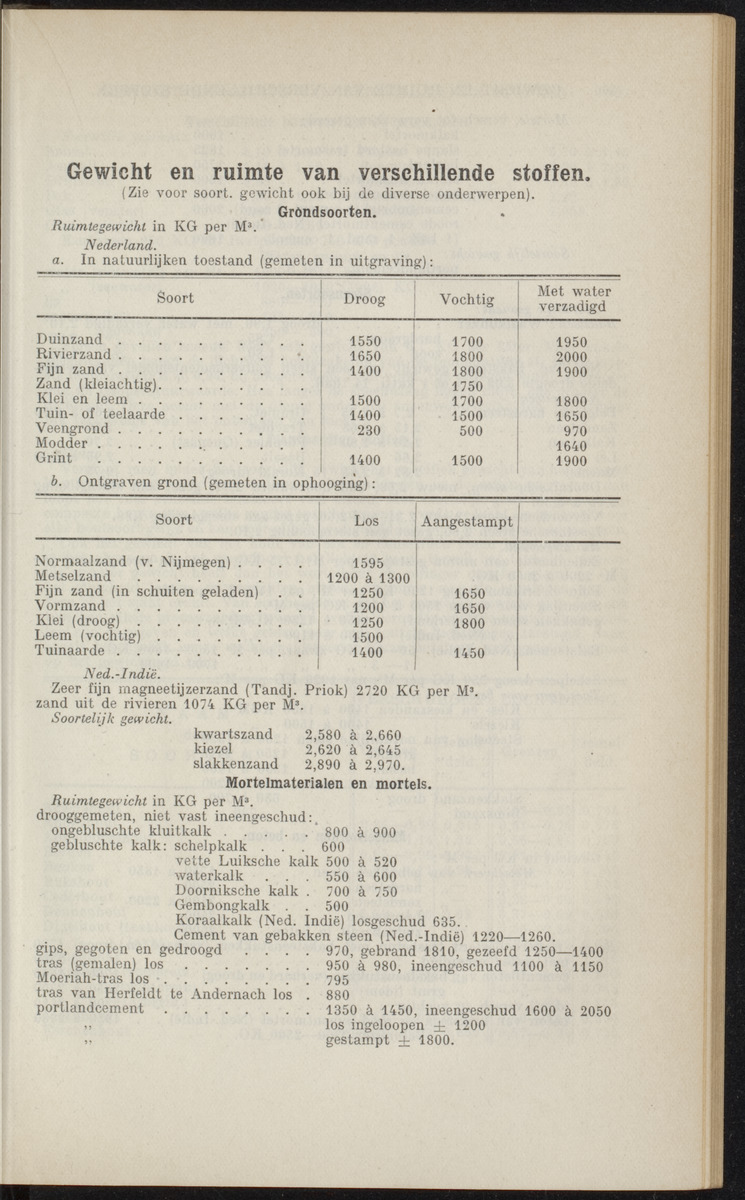 Gewicht en ruimte van verschillende stoffen.
(Zie voor soort. gewicht ook bij de diverse onderwerpen).
Grondsoorten.
Ruimtegewicht in KG per M³.
Nederland.
a. In natuurlijken toestand (gemeten in uitgraving):
Soort Droog Vochtig Met water verzadigd
Duinzand . . . . . . . . . . 1550 1700 1950
Rivierzand . . . . . . . . . . 1650 1800 2000
Fijn zand . . . . . . . . . . 1400 1800 1900
Zand (kleiachtig). . . . . . . . 1750
Klei en leem . . . . . . . . . 1500 1700 1800
Tuin- of teelaarde . . . . . . . 1400 1500 1650
Veengrond . . . . . . . . . . 230 500 970
Modder . . . . . . . . . . . 1640
Grint . . . . . . . . . . . 1400 1500 1900
b. Ontgraven grond (gemeten in ophooging):
Soort Los Aangestampt
Normaalzand (v. Nijmegen) . . . . 1595
Metselzand . . . . . . . . . 1200 à 1300
Fijn zand (in schuiten geladen) . . 1250 1650
Vormzand . . . . . . . . . . 1200 1650
Klei (droog) . . . . . . . . . 1250 1800
Leem (vochtig) . . . . . . . . 1500
Tuinaarde . . . . . . . . . . 1400 1450
Ned.-Indië.
Zeer fijn magneetijzerzand (Tandj. Priok) 2720 KG per M³.
zand uit de rivieren 1074 KG per M³.
Soortelijk gewicht.
kwartszand 2,580 à 2,660
kiezel 2,620 à 2,645
slakkenzand 2,890 à 2,970.
Mortelmaterialen en mortels.
Ruimtegewicht in KG per M³.
drooggemeten, niet vast ineengeschud:
ongebluschte kluitkalk . . . . . 800 à 900
gebluschte kalk: schelpkalk . . . 600
vette Luiksche kalk 500 à 520
waterkalk . . . 550 à 600
Doorniksche kalk . 700 à 750
Gembongkalk . . 500
Koraalkalk (Ned. Indië) losgeschud 635.
Cement van gebakken steen (Ned.-Indië) 1220—1260.
gips, gegoten en gedroogd . . . . 970, gebrand 1810, gezeefd 1250—1400
tras (gemalen) los . . . . . . . 950 à 980, ineengeschud 1100 à 1150
Moeriah-tras los . . . . . . . . 795
tras van Herfeldt te Andernach los . 880
portlandcement . . . . . . . . 1350 à 1450, ineengeschud 1600 à 2050
„ los ingeloopen ± 1200
„ gestampt ± 1800.